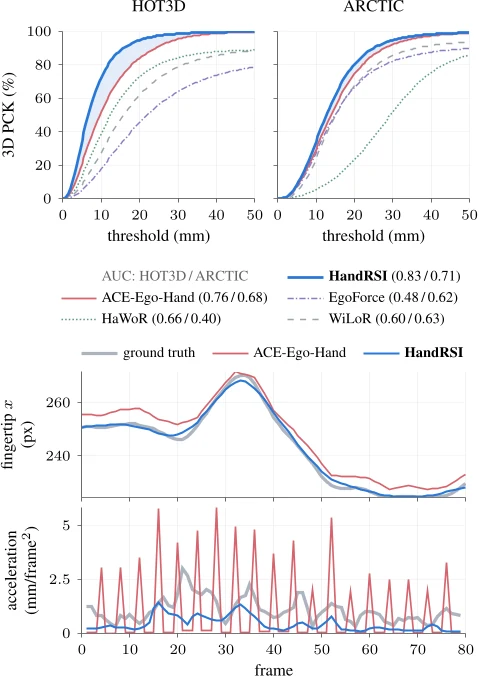 HOT3D ARCTIC
100
80
60
40
20
0
3D PCK (%)
0 10 20 30 40 50 0 10 20 30 40 50
threshold (mm) threshold (mm)
AUC: HOT3D / ARCTIC HandRSI (0.83 / 0.71)
ACE-Ego-Hand (0.76 / 0.68) EgoForce (0.48 / 0.62)
HaWoR (0.66 / 0.40) WiLoR (0.60 / 0.63)
ground truth ACE-Ego-Hand HandRSI
fingertip x
(px)
260
240
acceleration
(mm/frame²)
5
2.5
0
0 10 20 30 40 50 60 70 80
frame